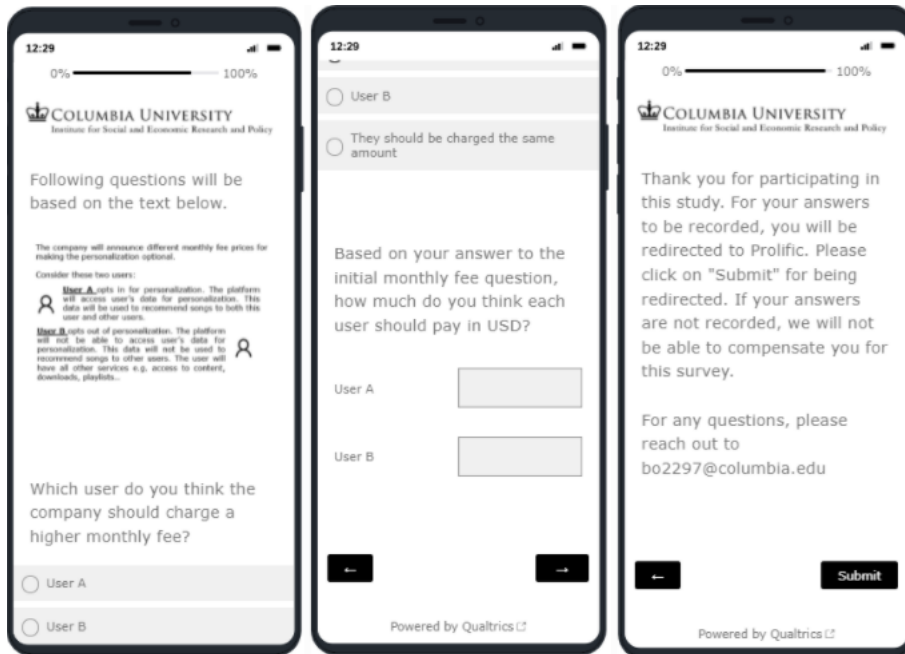 12:29
0% 100%
COLUMBIA UNIVERSITY
Institute for Social and Economic Research and Policy
Following questions will be
based on the text below.
The company will announce different monthly fee prices for
making the personalization optional.
Consider these two users:
User A opts in for personalization. The platform
will access user's data for personalization. This
data will be used to recommend songs to both this
user and other users.
User B opts out of personalization. The platform
will not be able to access user's data for
personalization. This data will not be used to
recommend songs to other users. The user will
have all other services e.g. access to content,
downloads, playlists...
Which user do you think the
company should charge a
higher monthly fee?
User A
User B
12:29
User B
They should be charged the same
amount
Based on your answer to the
initial monthly fee question,
how much do you think each
user should pay in USD?
User A
User B
←
→
Powered by Qualtrics
12:29
0% 100%
COLUMBIA UNIVERSITY
Institute for Social and Economic Research and Policy
Thank you for participating in
this study. For your answers
to be recorded, you will be
redirected to Prolific. Please
click on "Submit" for being
redirected. If your answers
are not recorded, we will not
be able to compensate you for
this survey.
For any questions, please
reach out to
bo2297@columbia.edu
←
Submit
Powered by Qualtrics